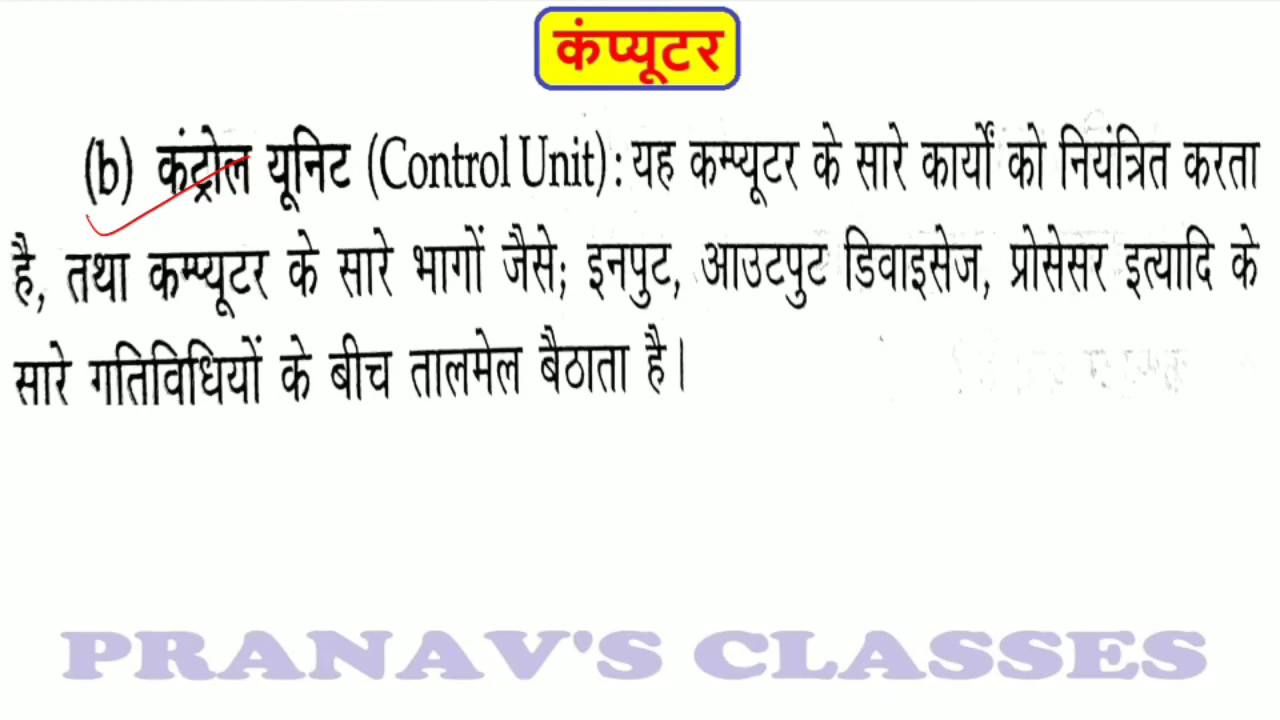 कंप्यूटर
(b) कंट्रोल यूनिट (Control Unit) : यह कम्प्यूटर के सारे कार्यों को नियंत्रित करता
है, तथा कम्प्यूटर के सारे भागों जैसे; इनपुट, आउटपुट डिवाइसेज, प्रोसेसर इत्यादि के
सारे गतिविधियों के बीच तालमेल बैठाता है।
PRANAV'S CLASSES